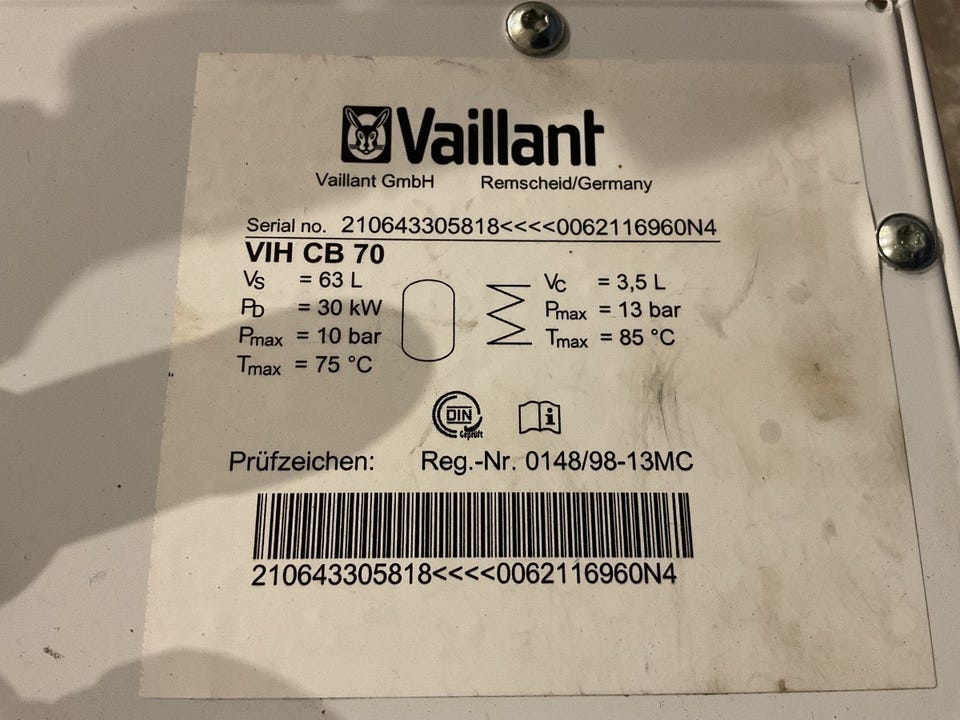 Vaillant
Vaillant GmbH Remscheid/Germany
Serial no. 210643305818<<<<0062116960N4
VIH CB 70
Vs = 63 L
PD = 30 kW
Pmax = 10 bar
Tmax = 75 °C
Vc = 3,5 L
Pmax = 13 bar
Tmax = 85 °C
DIN
Geprüft
i
Prüfzeichen: Reg.-Nr. 0148/98-13MC
210643305818<<<<0062116960N4